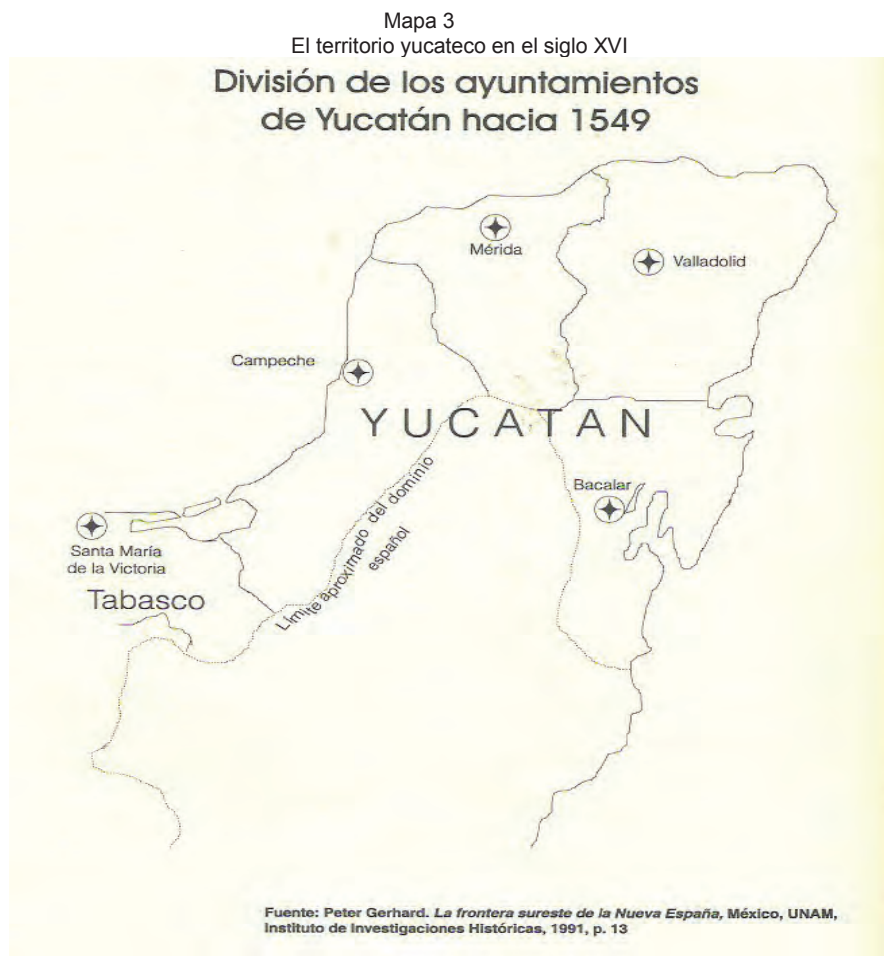 Mapa 3
El territorio yucateco en el siglo XVI
División de los ayuntamientos
de Yucatán hacia 1549
Mérida
Valladolid
Campeche
YUCATAN
Límite aproximado del dominio
español
Bacalar
Santa María
de la Victoria
Tabasco
Fuente: Peter Gerhard. La frontera sureste de la Nueva España, México, UNAM,
Instituto de Investigaciones Históricas, 1991, p. 13